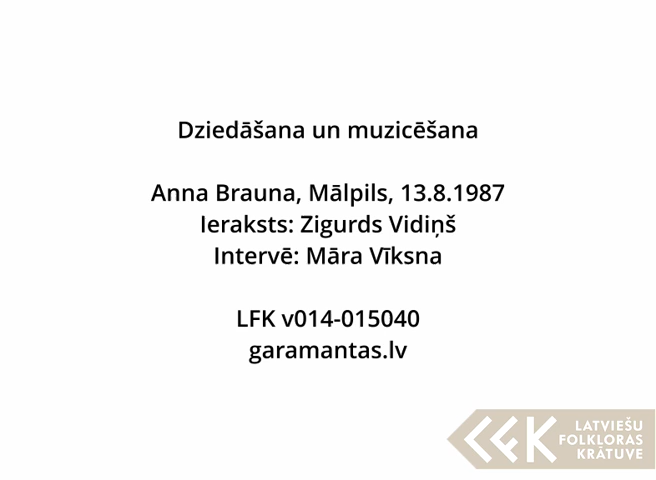 Dziedāšana un muzicēšana
Anna Brauna, Mālpils, 13.8.1987
Ieraksts: Zigurds Vidiņš
Intervē: Māra Vīksna
LFK v014-015040
garamantas.lv
LFK
LATVIEŠU
FOLKLORAS
KRĀTUVE